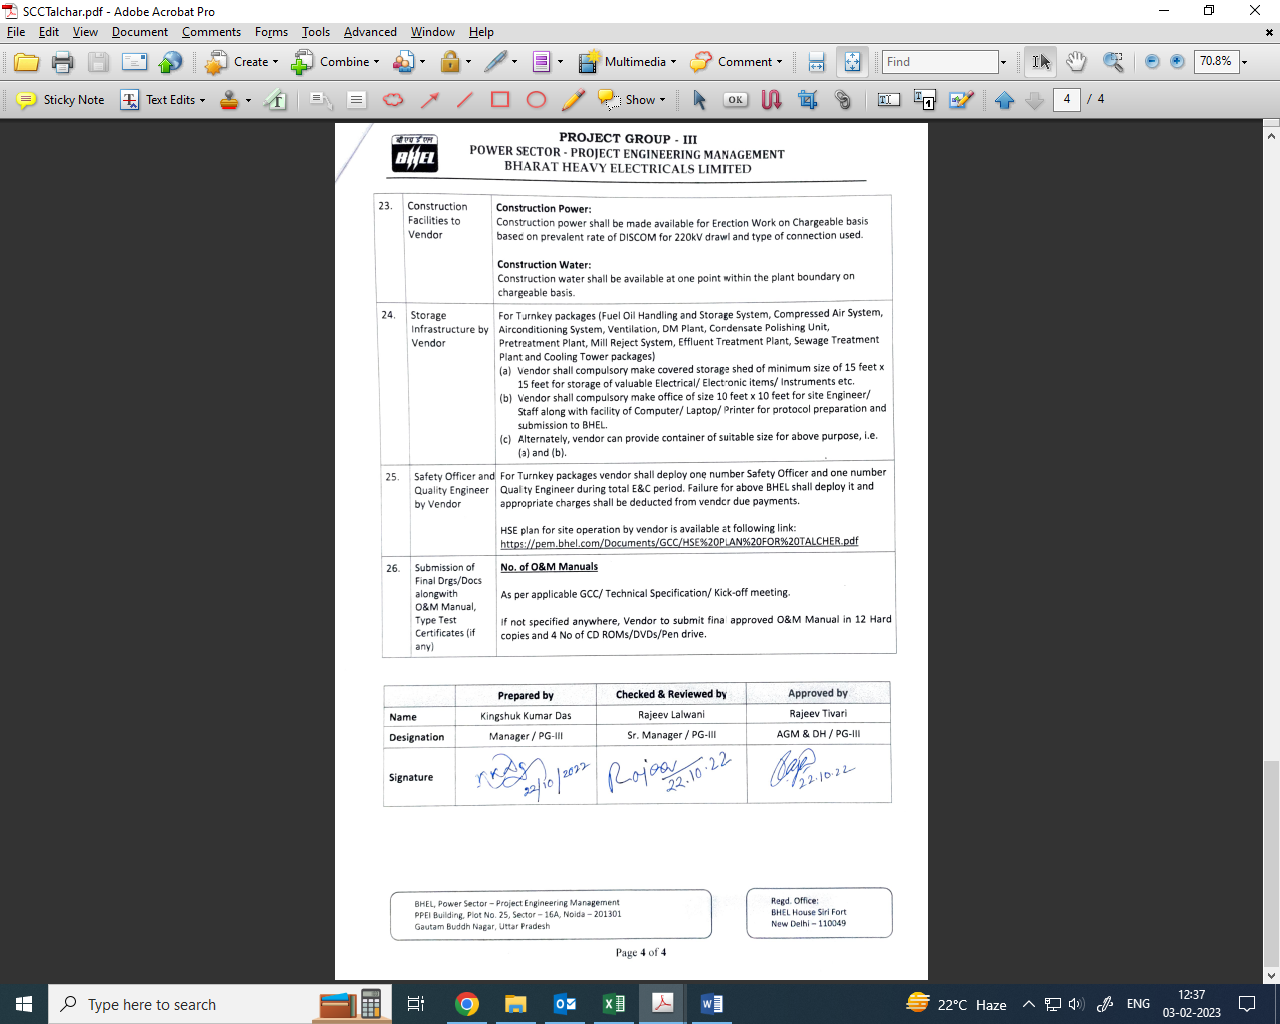 SCCTalchar.pdf - Adobe Acrobat Pro
File Edit View Document Comments Forms Tools Advanced Window Help
Create Combine Multimedia Comment Find 70.8%
Sticky Note Text Edits Show OK 4 / 4
बी एच ई एल
BHEL
PROJECT GROUP - III
POWER SECTOR - PROJECT ENGINEERING MANAGEMENT
BHARAT HEAVY ELECTRICALS LIMITED
23. Construction Facilities to Vendor
Construction Power:
Construction power shall be made available for Erection Work on Chargeable basis
based on prevalent rate of DISCOM for 220kV drawl and type of connection used.
Construction Water:
Construction water shall be available at one point within the plant boundary on
chargeable basis.
24. Storage Infrastructure by Vendor
For Turnkey packages (Fuel Oil Handling and Storage System, Compressed Air System,
Airconditioning System, Ventilation, DM Plant, Condensate Polishing Unit,
Pretreatment Plant, Mill Reject System, Effluent Treatment Plant, Sewage Treatment
Plant and Cooling Tower packages)
(a) Vendor shall compulsory make covered storage shed of minimum size of 15 feet x
15 feet for storage of valuable Electrical/ Electronic items/ Instruments etc.
(b) Vendor shall compulsory make office of size 10 feet x 10 feet for site Engineer/
Staff along with facility of Computer/ Laptop/ Printer for protocol preparation and
submission to BHEL.
(c) Alternately, vendor can provide container of suitable size for above purpose, i.e.
(a) and (b).
25. Safety Officer and Quality Engineer by Vendor
For Turnkey packages vendor shall deploy one number Safety Officer and one number
Quality Engineer during total E&C period. Failure for above BHEL shall deploy it and
appropriate charges shall be deducted from vendor due payments.
HSE plan for site operation by vendor is available at following link:
https://pem.bhel.com/Documents/GCC/HSE%20PLAN%20FOR%20TALCHER.pdf
26. Submission of Final Drgs/Docs alongwith O&M Manual, Type Test Certificates (if any)
No. of O&M Manuals
As per applicable GCC/ Technical Specification/ Kick-off meeting.
If not specified anywhere, Vendor to submit final approved O&M Manual in 12 Hard
copies and 4 No of CD ROMs/DVDs/Pen drive.
Prepared by Checked & Reviewed by Approved by
Name Kingshuk Kumar Das Rajeev Lalwani Rajeev Tivari
Designation Manager / PG-III Sr. Manager / PG-III AGM & DH / PG-III
Signature
22/10/2022 22.10.22 22.10.22
BHEL, Power Sector – Project Engineering Management
PPEI Building, Plot No. 25, Sector – 16A, Noida – 201301
Gautam Buddh Nagar, Uttar Pradesh
Regd. Office:
BHEL House Siri Fort
New Delhi – 110049
Page 4 of 4
Type here to search
22°C Haze
ENG
12:37
03-02-2023